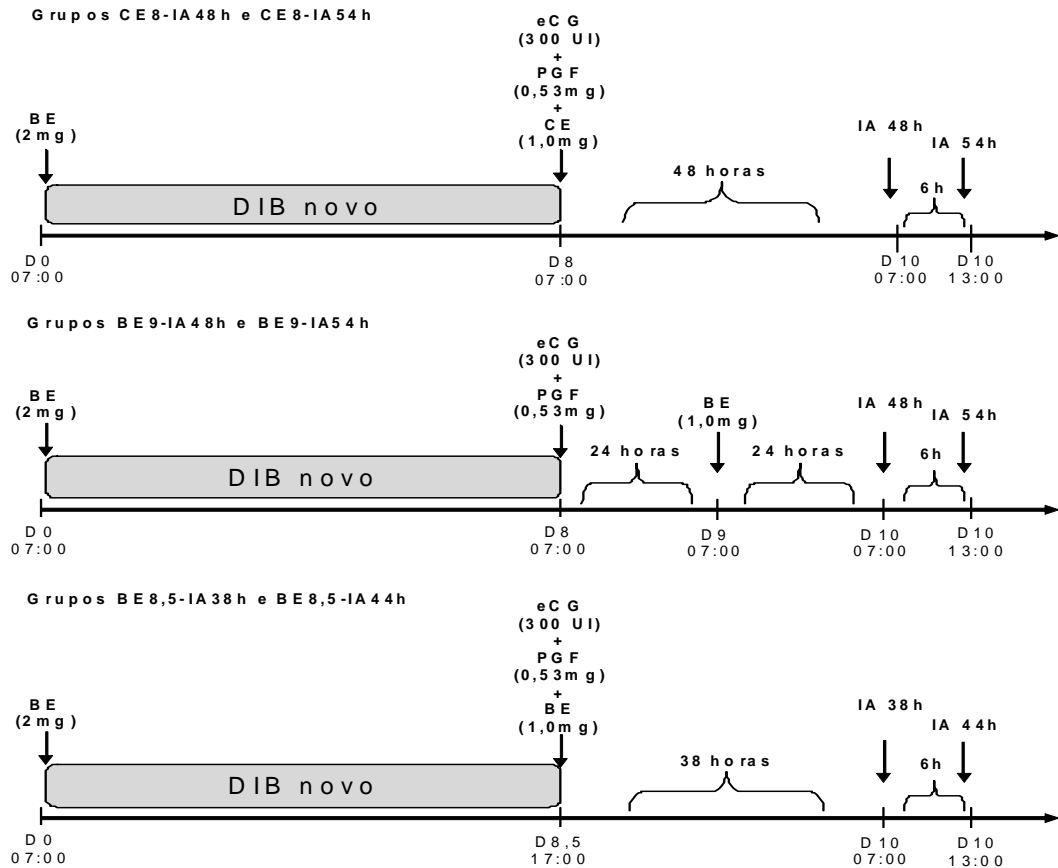 Grupos CE8-IA48h e CE8-IA54h
eCG
(300 UI)
+
PGF
(0,53mg)
+
CE
(1,0mg)
BE
(2mg)
IA 48h
IA 54h
48 horas
6h
DIB novo
D0
07:00
D8
07:00
D10
07:00
D10
13:00
Grupos BE9-IA48h e BE9-IA54h
eCG
(300 UI)
+
PGF
(0,53mg)
BE
(2mg)
BE
(1,0mg)
IA 48h
IA 54h
24 horas
24 horas
6h
DIB novo
D0
07:00
D8
07:00
D9
07:00
D10
07:00
D10
13:00
Grupos BE8,5-IA38h e BE8,5-IA44h
eCG
(300 UI)
+
PGF
(0,53mg)
+
BE
(1,0mg)
BE
(2mg)
IA 38h
IA 44h
38 horas
6h
DIB novo
D0
07:00
D8,5
17:00
D10
07:00
D10
13:00